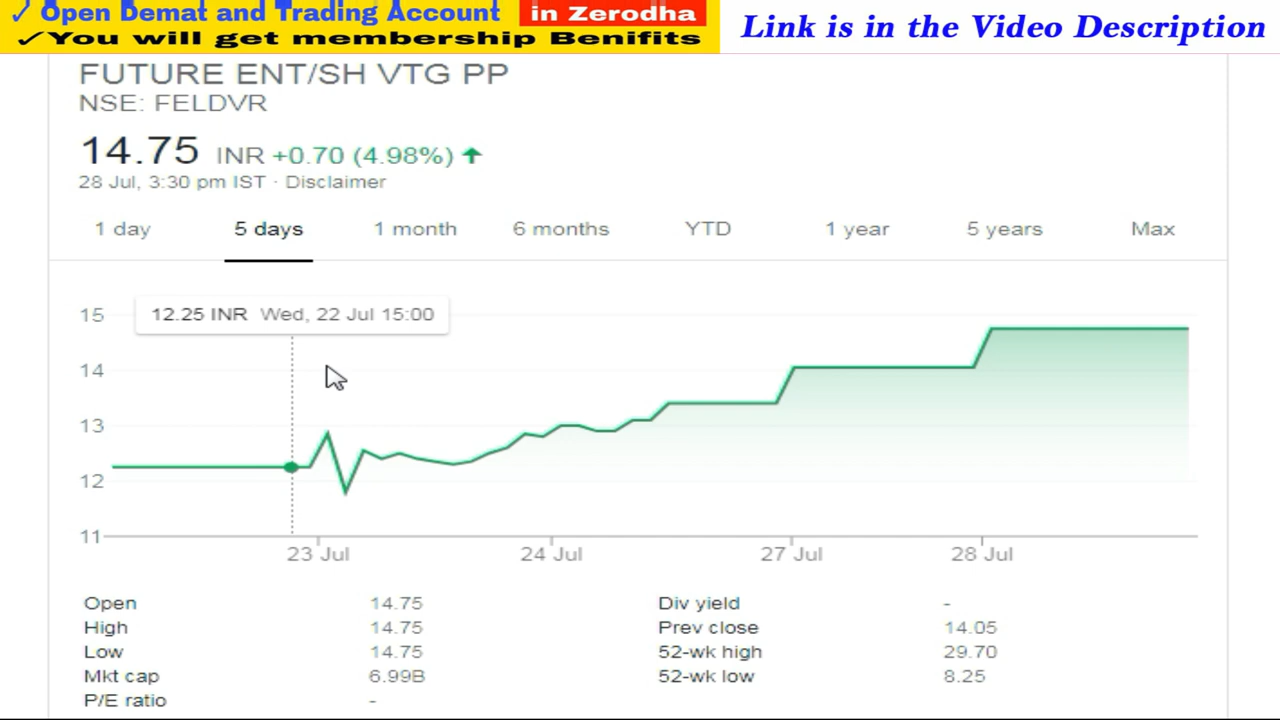 ✓ Open Demat and Trading Account in Zerodha
✓You will get membership Benifits
Link is in the Video Description
FUTURE ENT/SH VTG PP
NSE: FELDVR
14.75 INR +0.70 (4.98%) ↑
28 Jul, 3:30 pm IST · Disclaimer
1 day 5 days 1 month 6 months YTD 1 year 5 years Max
12.25 INR Wed, 22 Jul 15:00
15
14
13
12
11
23 Jul 24 Jul 27 Jul 28 Jul
Open 14.75 Div yield -
High 14.75 Prev close 14.05
Low 14.75 52-wk high 29.70
Mkt cap 6.99B 52-wk low 8.25
P/E ratio -